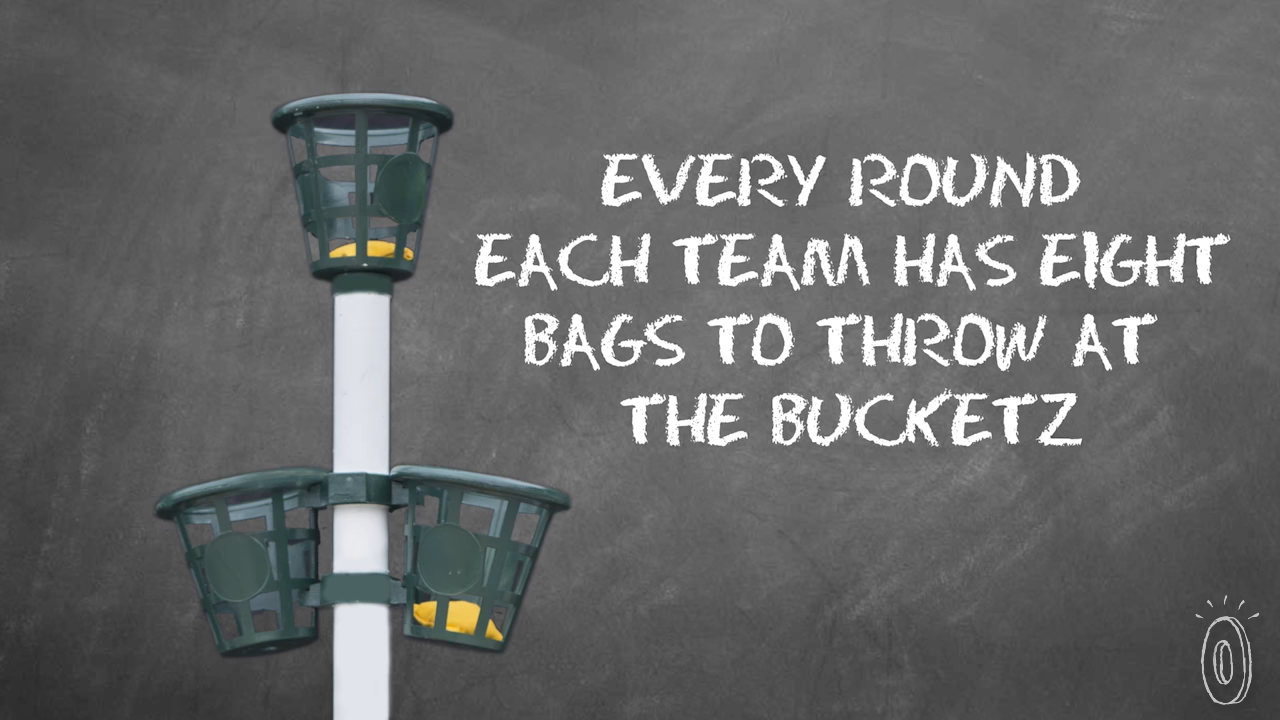 EVERY ROUND
EACH TEAM HAS EIGHT
BAGS TO THROW AT
THE BUCKETZ